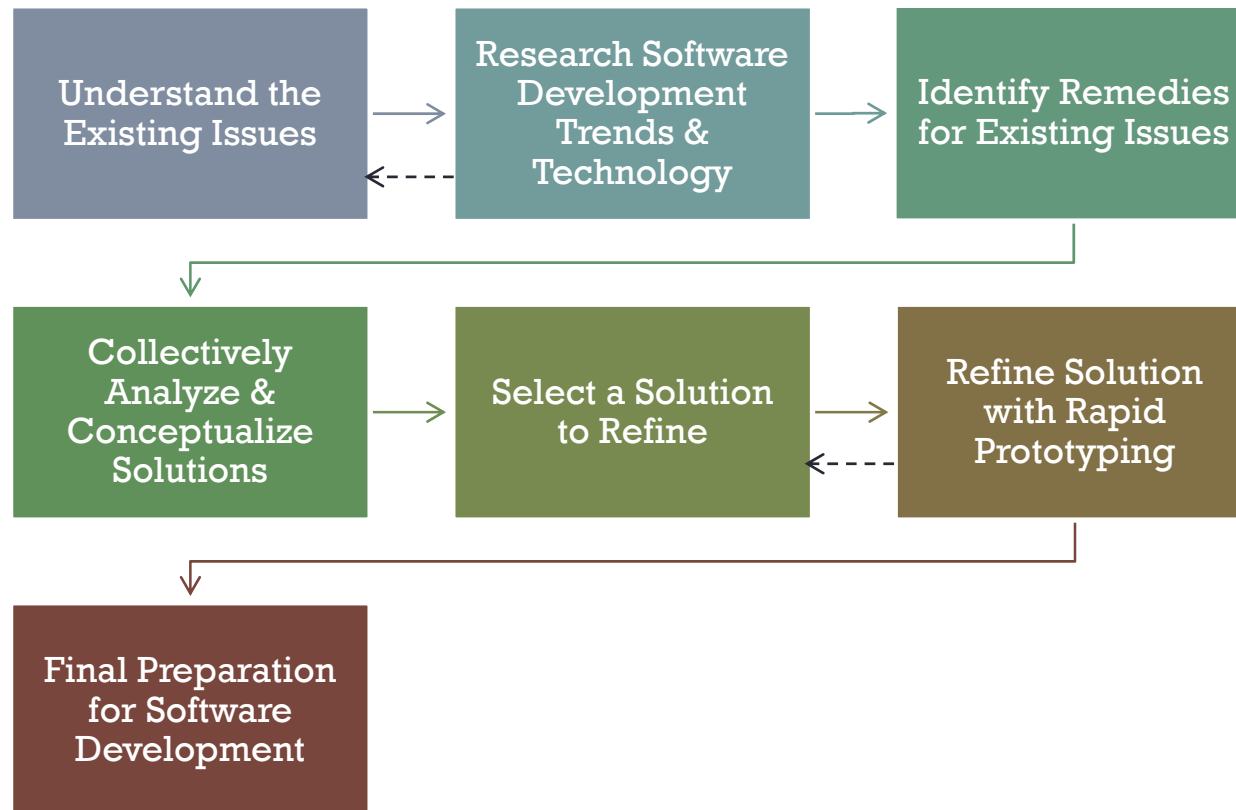 Understand the
Existing Issues
Research Software
Development
Trends &
Technology
Identify Remedies
for Existing Issues
Collectively
Analyze &
Conceptualize
Solutions
Select a Solution
to Refine
Refine Solution
with Rapid
Prototyping
Final Preparation
for Software
Development